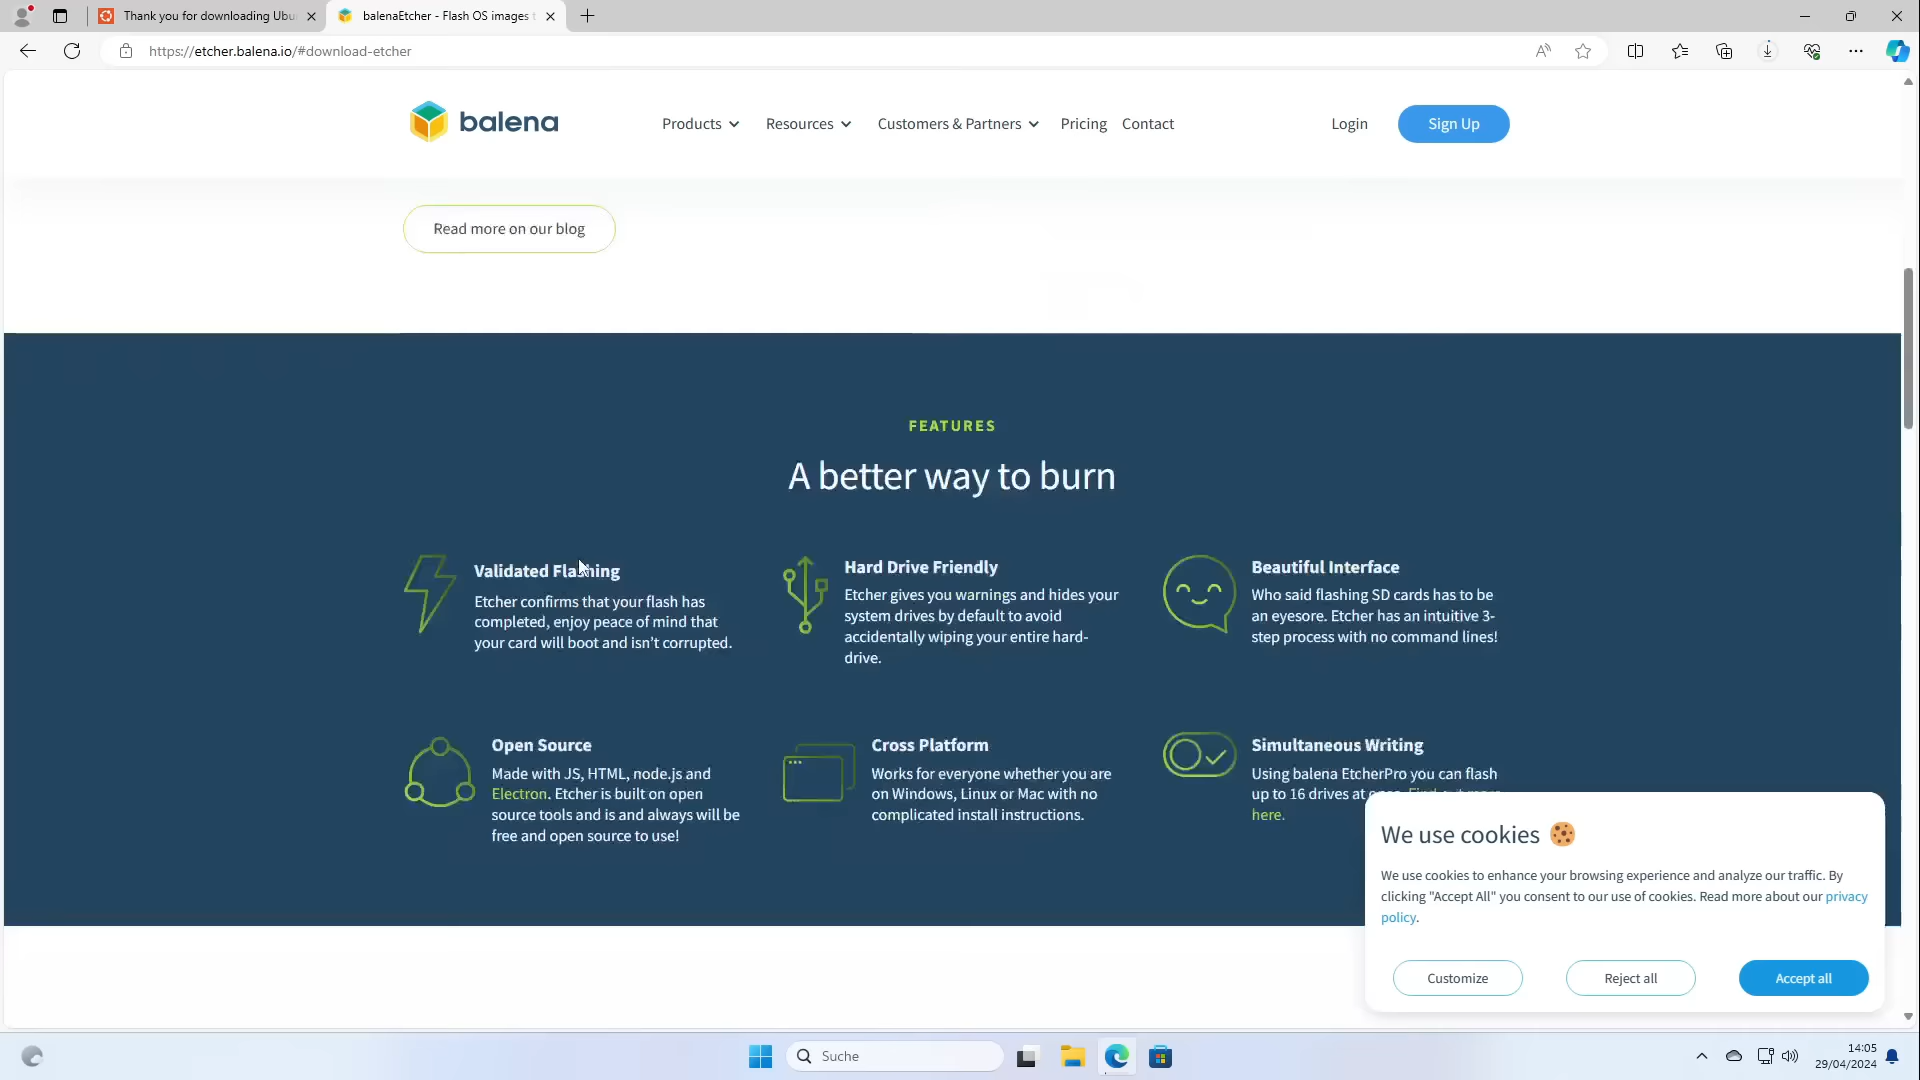 Thank you for downloading Ubu
balenaEtcher - Flash OS images t
https://etcher.balena.io/#download-etcher
balena
Products
Resources
Customers & Partners
Pricing
Contact
Login
Sign Up
Read more on our blog
FEATURES
A better way to burn
Validated Flashing
Etcher confirms that your flash has
completed, enjoy peace of mind that
your card will boot and isn't corrupted.
Hard Drive Friendly
Etcher gives you warnings and hides your
system drives by default to avoid
accidentally wiping your entire hard-
drive.
Beautiful Interface
Who said flashing SD cards has to be
an eyesore. Etcher has an intuitive 3-
step process with no command lines!
Open Source
Made with JS, HTML, node.js and
Electron. Etcher is built on open
source tools and is and always will be
free and open source to use!
Cross Platform
Works for everyone whether you are
on Windows, Linux or Mac with no
complicated install instructions.
Simultaneous Writing
Using balena EtcherPro you can flash
up to 16 drives at
here.
We use cookies
We use cookies to enhance your browsing experience and analyze our traffic. By
clicking "Accept All" you consent to our use of cookies. Read more about our privacy
policy.
Customize
Reject all
Accept all
Suche
14:05
29/04/2024